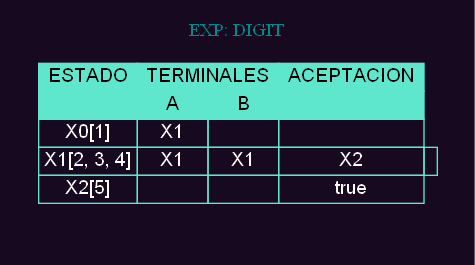 EXP: DIGIT
ESTADO TERMINALES ACEPTACION
A B
X0[1] X1
X1[2, 3, 4] X1 X1 X2
X2[5] true